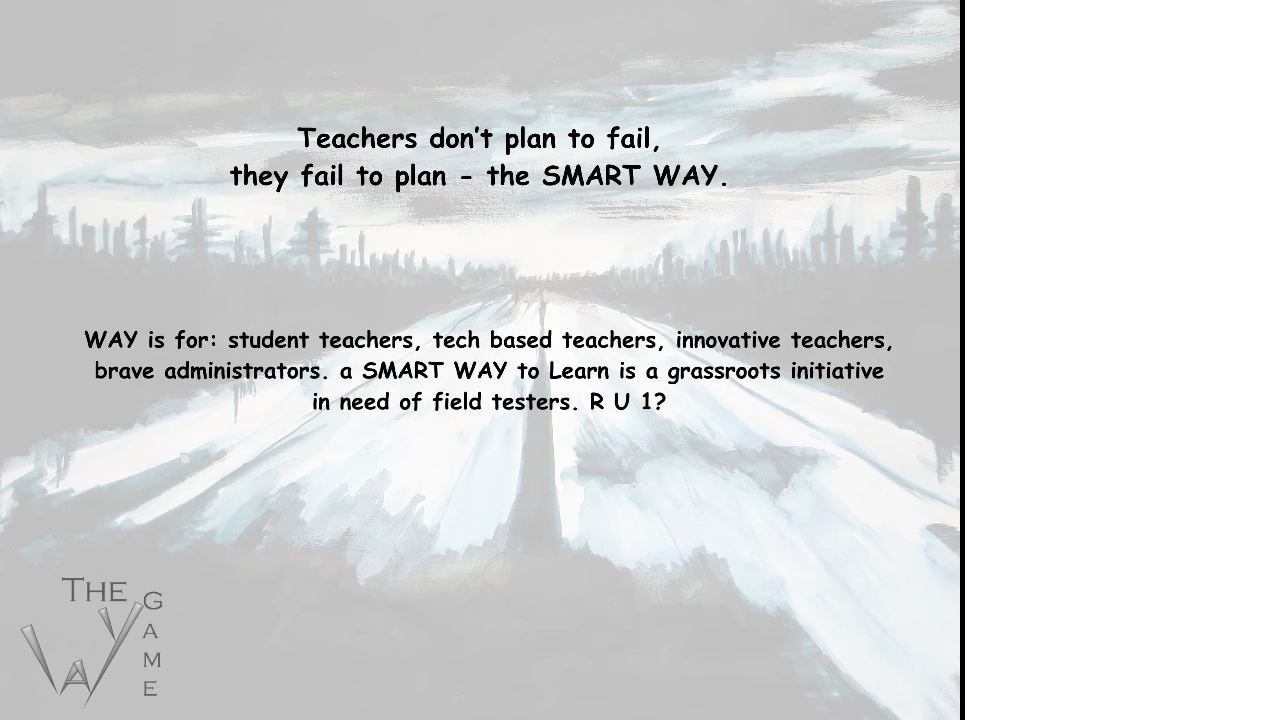 Teachers don't plan to fail,
they fail to plan - the SMART WAY.
WAY is for: student teachers, tech based teachers, innovative teachers,
brave administrators. a SMART WAY to Learn is a grassroots initiative
in need of field testers. R U 1?
THE
WAY
GAME